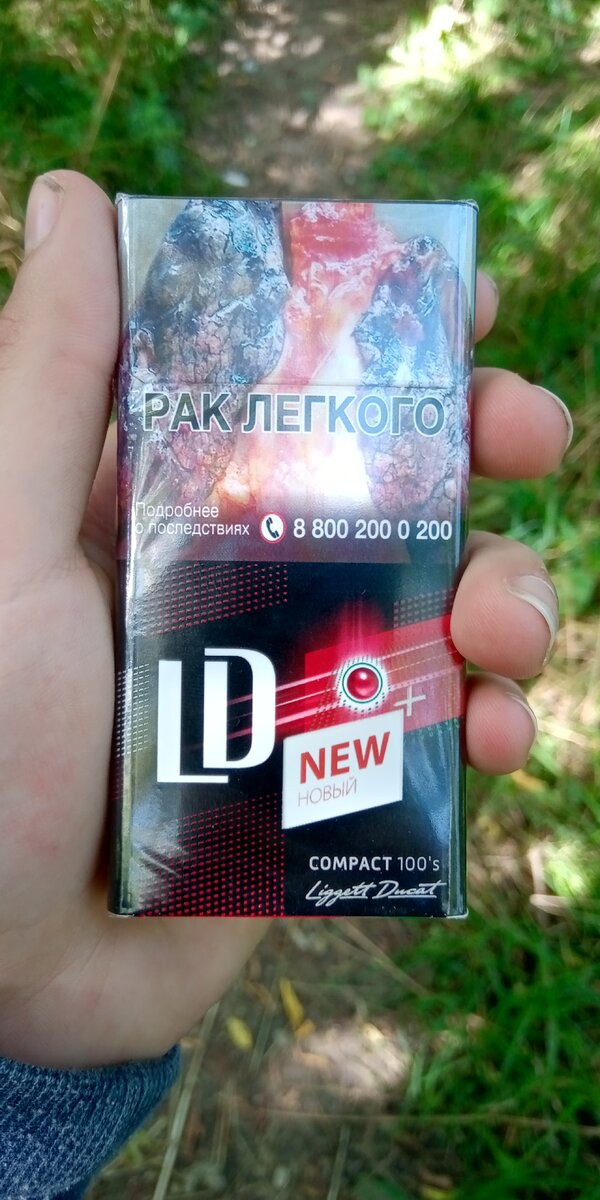 РАК ЛЕГКОГО
Подробнее
о последствиях 8 800 200 0 200
LD
+
NEW
НОВЫЙ
COMPACT 100's
Liggett Ducat